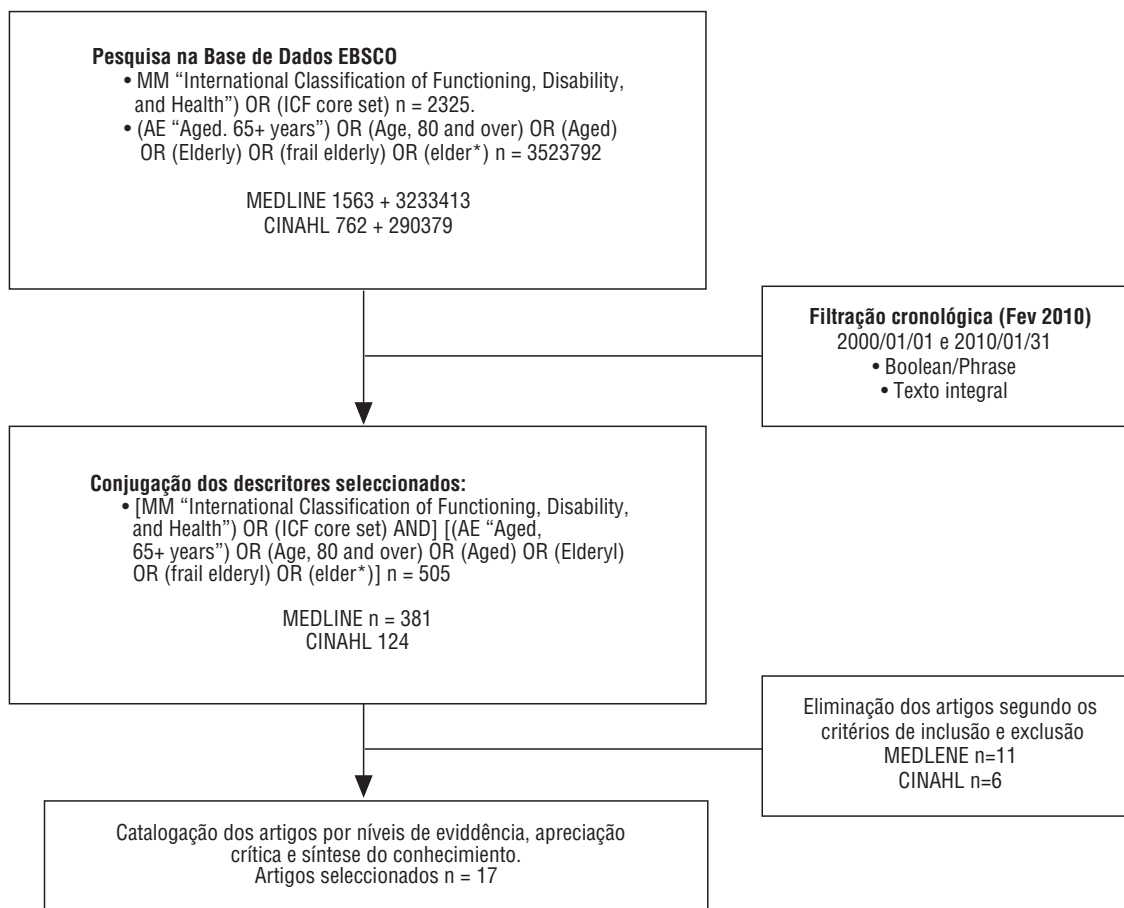 Pesquisa na Base de Dados EBSCO
• MM “International Classification of Functioning, Disability,
and Health”) OR (ICF core set) n = 2325.
• (AE “Aged. 65+ years”) OR (Age, 80 and over) OR (Aged)
OR (Elderly) OR (frail elderly) OR (elder*) n = 3523792
MEDLINE 1563 + 3233413
CINAHL 762 + 290379
Filtração cronológica (Fev 2010)
2000/01/01 e 2010/01/31
• Boolean/Phrase
• Texto integral
Conjugação dos descritores seleccionados:
• [MM “International Classification of Functioning, Disability,
and Health”) OR (ICF core set) AND] [(AE “Aged,
65+ years”) OR (Age, 80 and over) OR (Aged) OR (Elderyl)
OR (frail elderyl) OR (elder*)] n = 505
MEDLINE n = 381
CINAHL 124
Eliminação dos artigos segundo os
critérios de inclusão e exclusão
MEDLENE n=11
CINAHL n=6
Catalogação dos artigos por níveis de eviddência, apreciação
crítica e síntese do conhecimento.
Artigos seleccionados n = 17